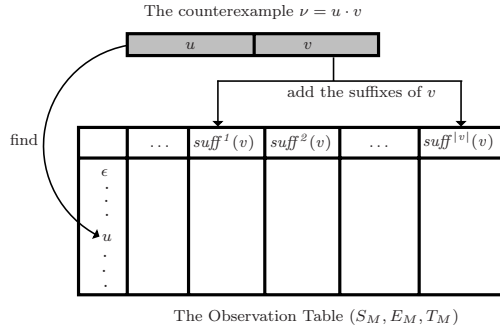 The counterexample ν = u · v
u v
add the suffixes of v
find
... suff¹(v) suff²(v) ... suff^|v|(v)
ϵ
.
.
.
u
.
.
.
The Observation Table (S_M, E_M, T_M)